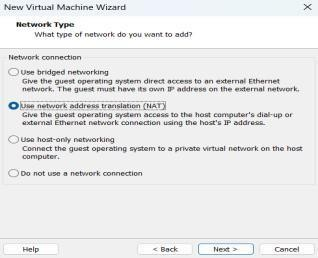 New Virtual Machine Wizard
Network Type
What type of network do you want to add?
Network connection
Use bridged networking
Give the guest operating system direct access to an external Ethernet
network. The guest must have its own IP address on the external network.
Use network address translation (NAT)
Give the guest operating system access to the host computer's dial-up or
external Ethernet network connection using the host's IP address.
Use host-only networking
Connect the guest operating system to a private virtual network on the host
computer.
Do not use a network connection
Help < Back Next > Cancel